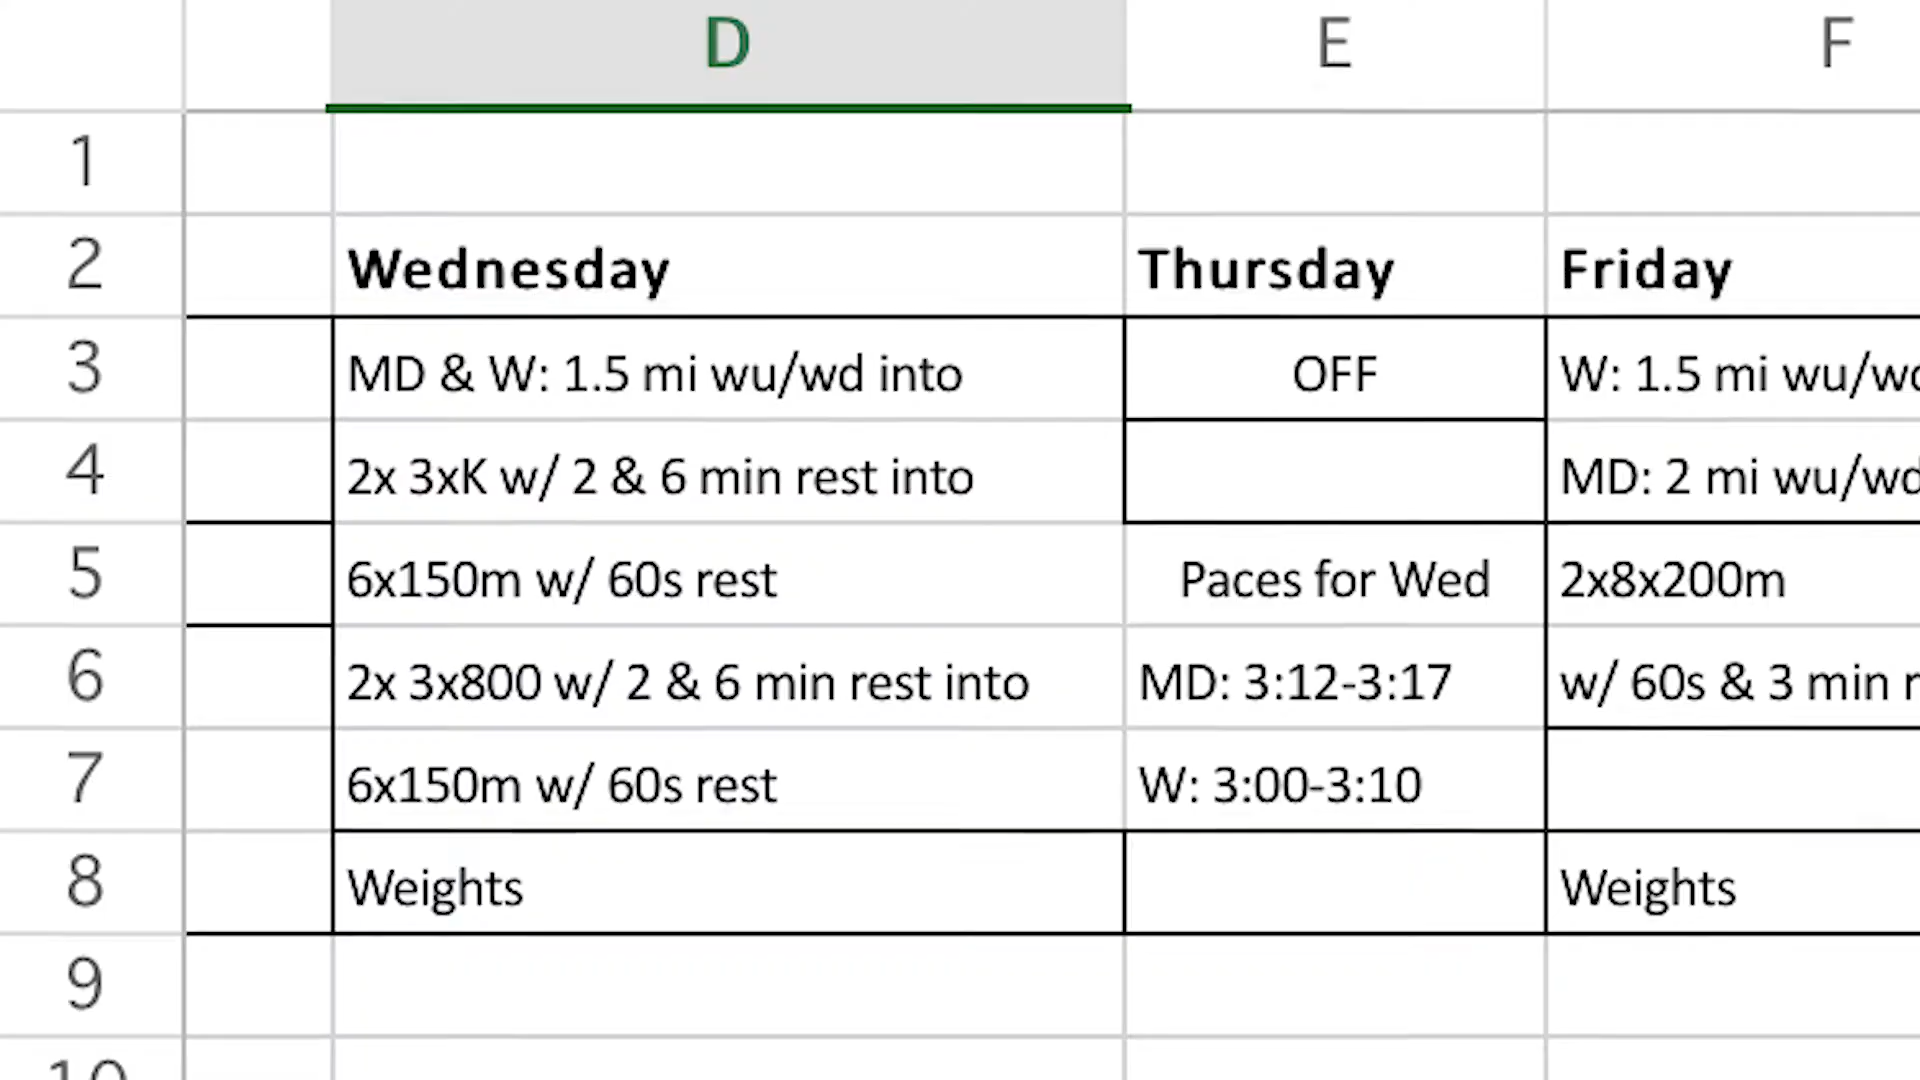 D E F
1
2 Wednesday Thursday Friday
3 MD & W: 1.5 mi wu/wd into OFF W: 1.5 mi
4 2x 3xK w/ 2 & 6 min rest into MD: 2 mi wu/wd
5 6x150m w/ 60s rest Paces for Wed 2x8x200m
6 2x 3x800 w/ 2 & 6 min rest into MD: 3:12-3:17 w/ 60s & 3 min
7 6x150m w/ 60s rest W: 3:00-3:10
8 Weights Weights
9
10